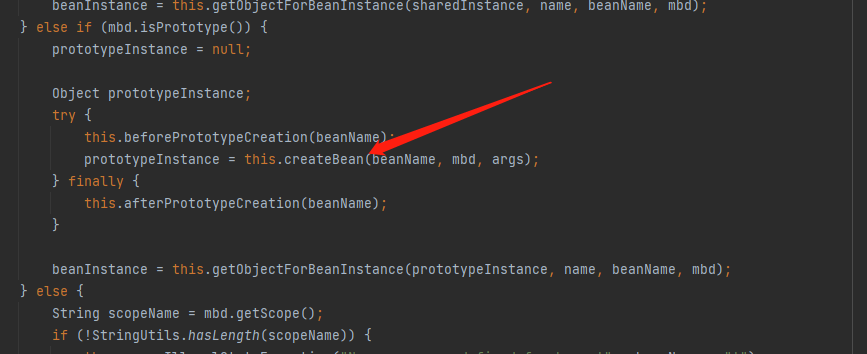 beanInstance = this.getObjectForBeanInstance(sharedInstance, name, beanName, mbd);
} else if (mbd.isPrototype()) {
prototypeInstance = null;
Object prototypeInstance;
try {
this.beforePrototypeCreation(beanName);
prototypeInstance = this.createBean(beanName, mbd, args);
} finally {
this.afterPrototypeCreation(beanName);
}
beanInstance = this.getObjectForBeanInstance(prototypeInstance, name, beanName, mbd);
} else {
String scopeName = mbd.getScope();
if (!StringUtils.hasLength(scopeName)) {